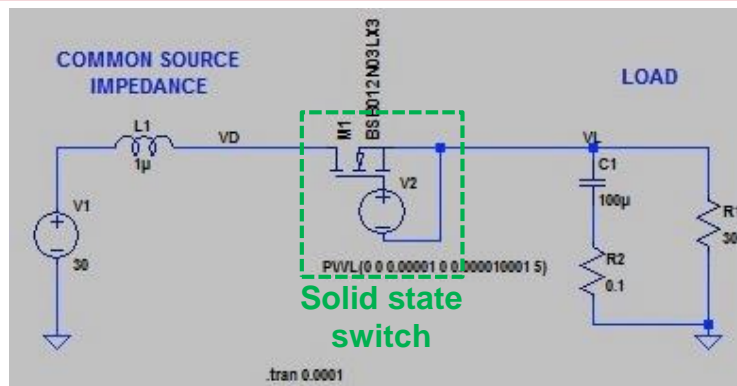 COMMON SOURCE
IMPEDANCE
LOAD
L1
1µ
VD
M1
VL
C1
100µ
V1
30
V2
R2
0.1
30
PWL(0 0 0.00001 0 0.000010001 5)
Solid state
switch
.tran 0.0001